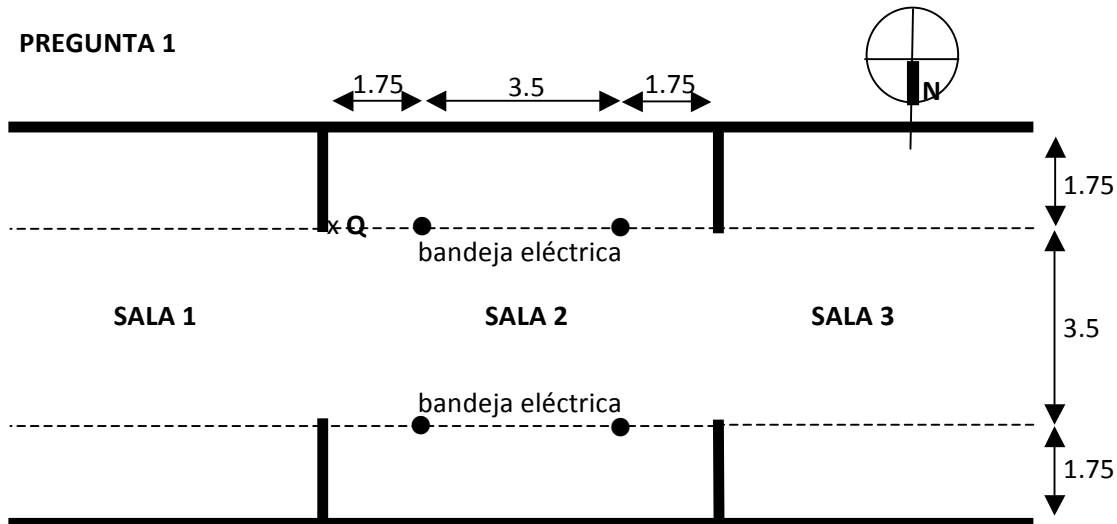 PREGUNTA 1
1.75 3.5 1.75
N
1.75
x Q
bandeja eléctrica
SALA 1 SALA 2 SALA 3
3.5
bandeja eléctrica
1.75